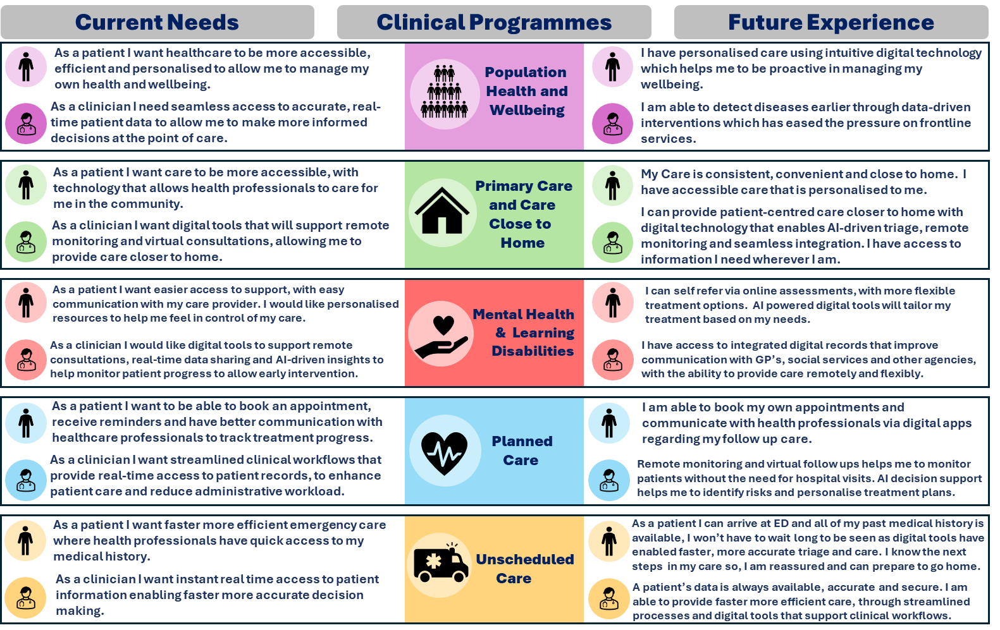 Current Needs
Clinical Programmes
Future Experience
As a patient I want healthcare to be more accessible,
efficient and personalised to allow me to manage my
own health and wellbeing.
As a clinician I need seamless access to accurate, real-
time patient data to allow me to make more informed
decisions at the point of care.
Population
Health and
Wellbeing
I have personalised care using intuitive digital technology
which helps me to be proactive in managing my
wellbeing.
I am able to detect diseases earlier through data-driven
interventions which has eased the pressure on frontline
services.
As a patient I want care to be more accessible, with
technology that allows health professionals to care for
me in the community.
As a clinician I want digital tools that will support remote
monitoring and virtual consultations, allowing me to
provide care closer to home.
Primary Care
and Care
Close to
Home
My Care is consistent, convenient and close to home.  I
have accessible care that is personalised to me.
I can provide patient-centred care closer to home with
digital technology that enables AI-driven triage, remote
monitoring and seamless integration. I have access to
information I need wherever I am.
As a patient I want easier access to support, with easy
communication with my care provider. I would like personalised
resources to help me feel in control of my care.
As a clinician I would like digital tools to support remote
consultations, real-time data sharing and AI-driven insights to
help monitor patient progress to allow early intervention.
Mental Health
&  Learning
Disabilities
I can self refer via online assessments, with more flexible
treatment options.  AI powered digital tools will tailor my
treatment based on my needs.
I have access to integrated digital records that improve
communication with GP’s, social services and other agencies,
with the ability to provide care remotely and flexibly.
As a patient I want to be able to book an appointment,
receive reminders and have better communication with
healthcare professionals to track treatment progress.
As a clinician I want streamlined clinical workflows that
provide real-time access to patient records, to enhance
patient care and reduce administrative workload.
Planned
Care
I am able to book my own appointments and
communicate with health professionals via digital apps
regarding my follow up care.
Remote monitoring and virtual follow ups helps me to monitor
patients without the need for hospital visits. AI decision support
helps me to identify risks and personalise treatment plans.
As a patient I want faster more efficient emergency care
where health professionals have quick access to my
medical history.
As a clinician I want instant real time access to patient
information enabling faster more accurate decision
making.
Unscheduled
Care
As a patient I can arrive at ED and all of my past medical history is
available, I won’t have to wait long to be seen as digital tools have
enabled faster, more accurate triage and care. I know the next
steps  in my care so, I am reassured and can prepare to go home.
A patient’s data is always available, accurate and secure. I am
able to provide faster more efficient care, through streamlined
processes and digital tools that support clinical workflows.